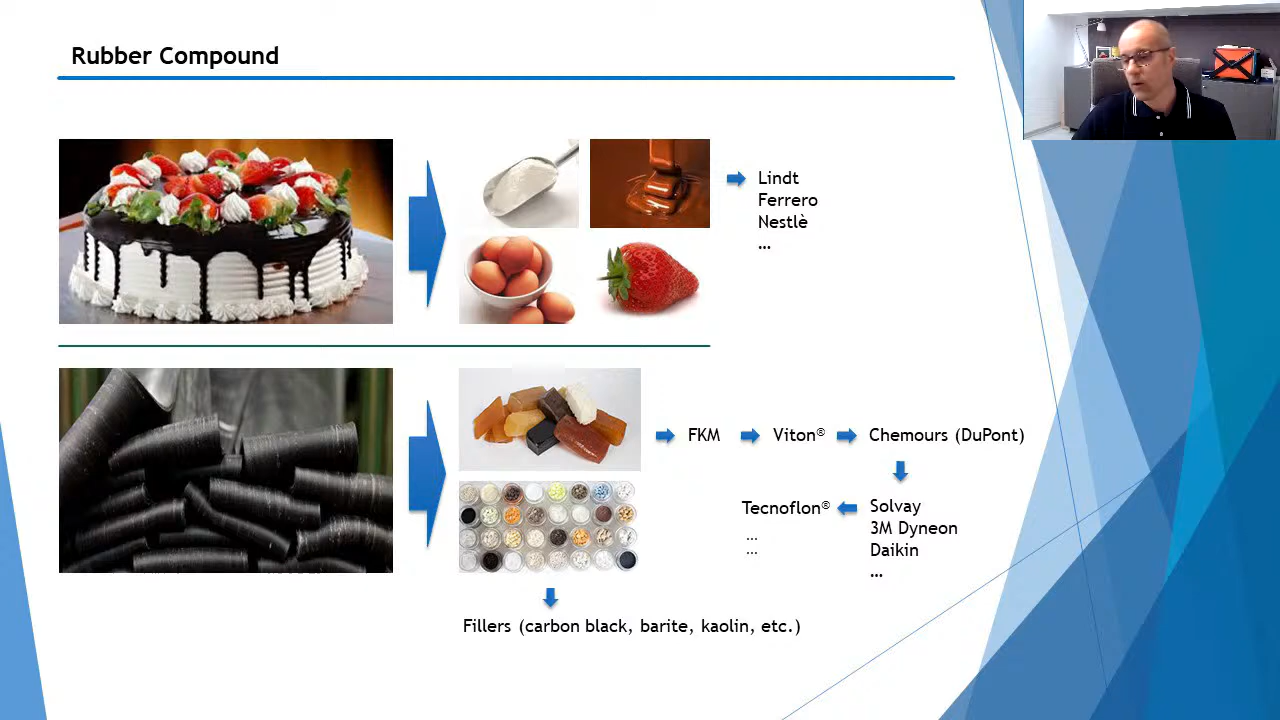 Rubber Compound
Lindt
Ferrero
Nestlè
...
FKM
Viton®
Chemours (DuPont)
Tecnoflon®
...
...
Solvay
3M Dyneon
Daikin
...
Fillers (carbon black, barite, kaolin, etc.)